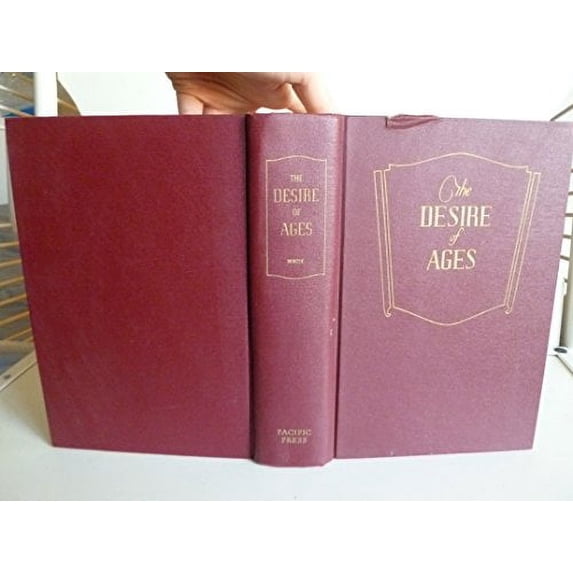 THE
DESIRE
OF
AGES
WHITE
PACIFIC
PRESS
The
DESIRE
of
AGES